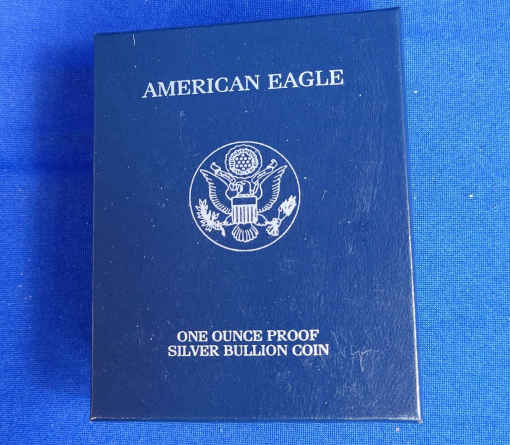 AMERICAN EAGLE
ONE OUNCE PROOF
SILVER BULLION COIN